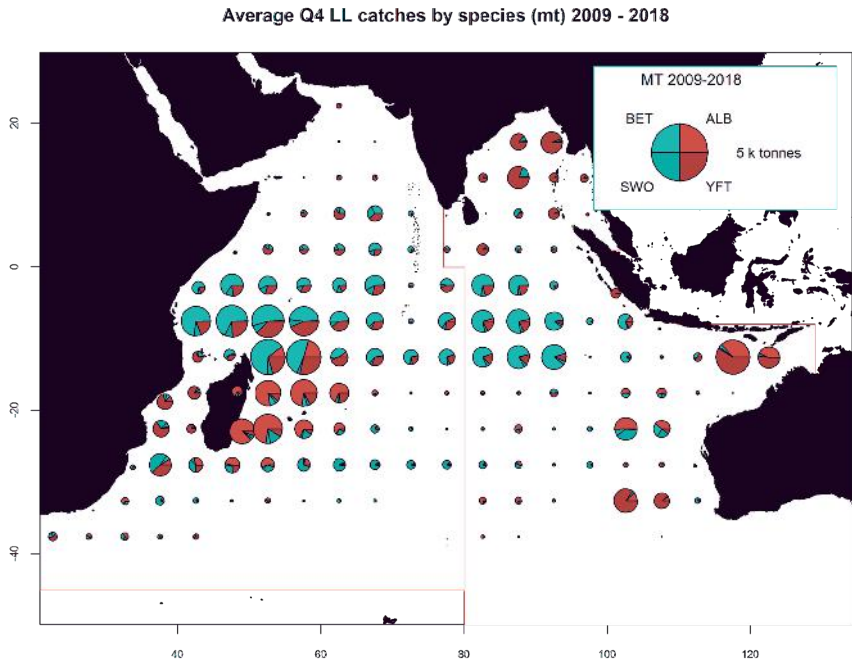 Average Q4 LL catches by species (mt) 2009 - 2018
MT 2009-2018
BET ALB
5 k tonnes
SWO YFT
20
0
-20
-40
40 60 80 100 120